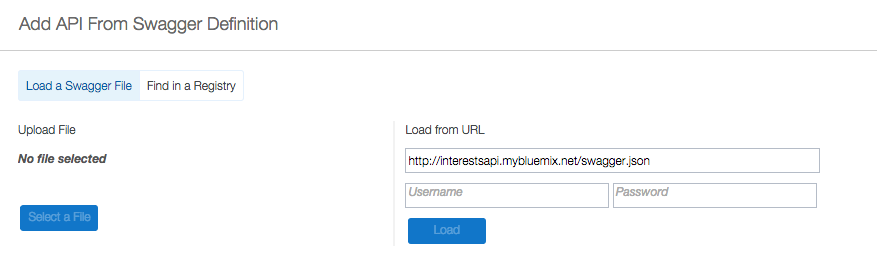 Add API From Swagger Definition
Load a Swagger File Find in a Registry
Upload File
No file selected
Select a File
Load from URL
http://interestsapi.mybluemix.net/swagger.json
Username Password
Load